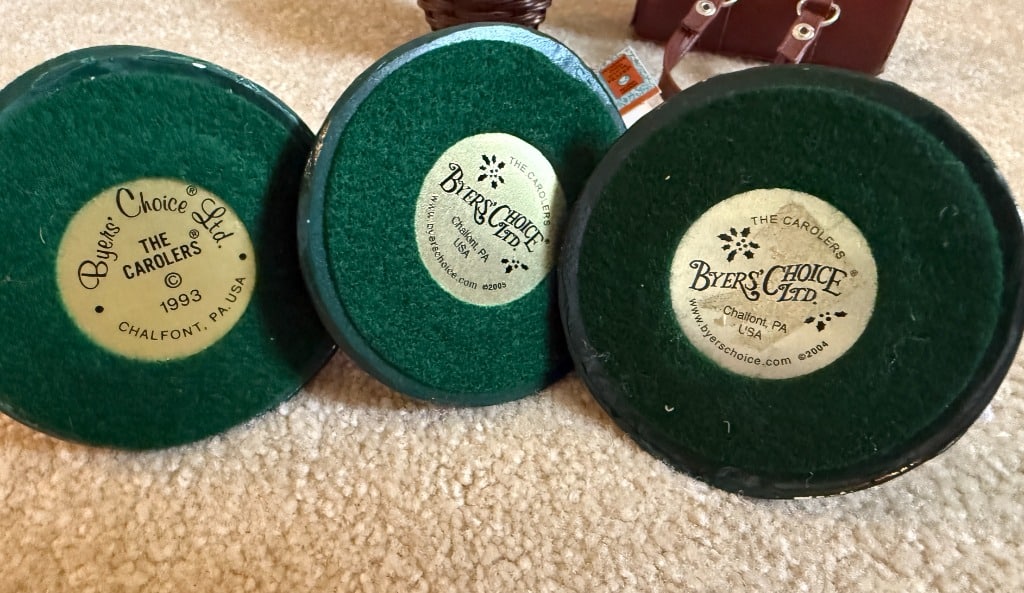 Byers' Choice® Ltd.
THE
CAROLERS®
©
1993
CHALFONT, PA. USA
THE CAROLERS®
BYERS' CHOICE
LTD.
Chalfont, PA
USA
www.byerschoice.com ©2005
THE CAROLERS®
BYERS' CHOICE
LTD.
Chalfont, PA
USA
www.byerschoice.com ©2004